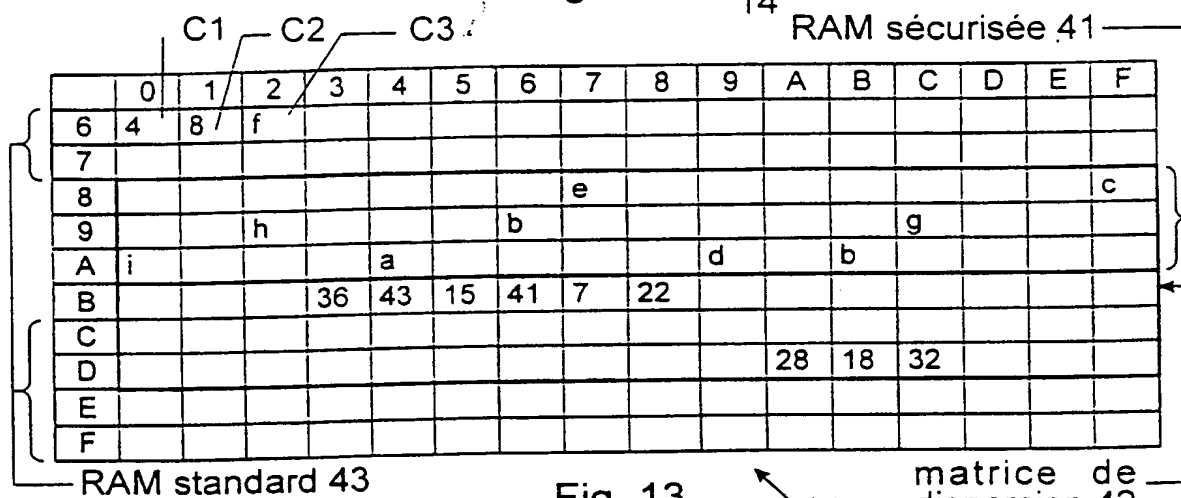 14
C1 C2 C3 RAM sécurisée 41
0 1 2 3 4 5 6 7 8 9 A B C D E F
6 4 8 f
7
8 e c
9 h b g
A i a d b
B 36 43 15 41 7 22
C
D 28 18 32
E
F
RAM standard 43 matrice de
Fig. 13